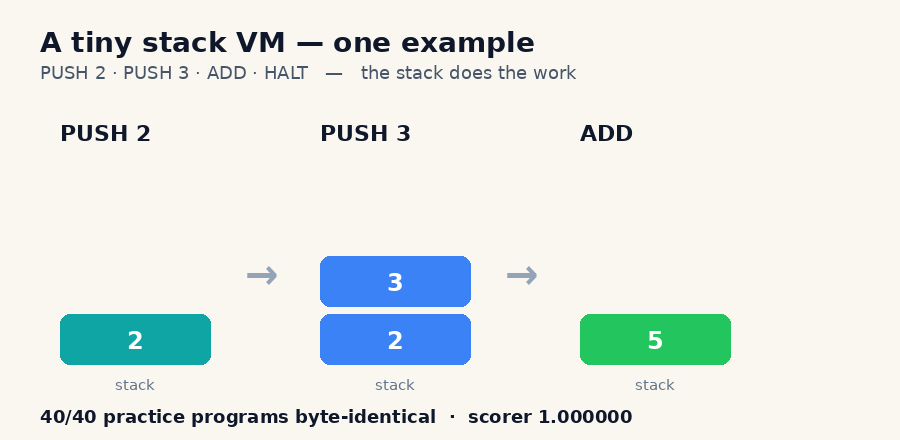 A tiny stack VM — one example
PUSH 2 · PUSH 3 · ADD · HALT — the stack does the work
PUSH 2 PUSH 3 ADD
→ →
3
2 2 5
stack stack stack
40/40 practice programs byte-identical · scorer 1.000000